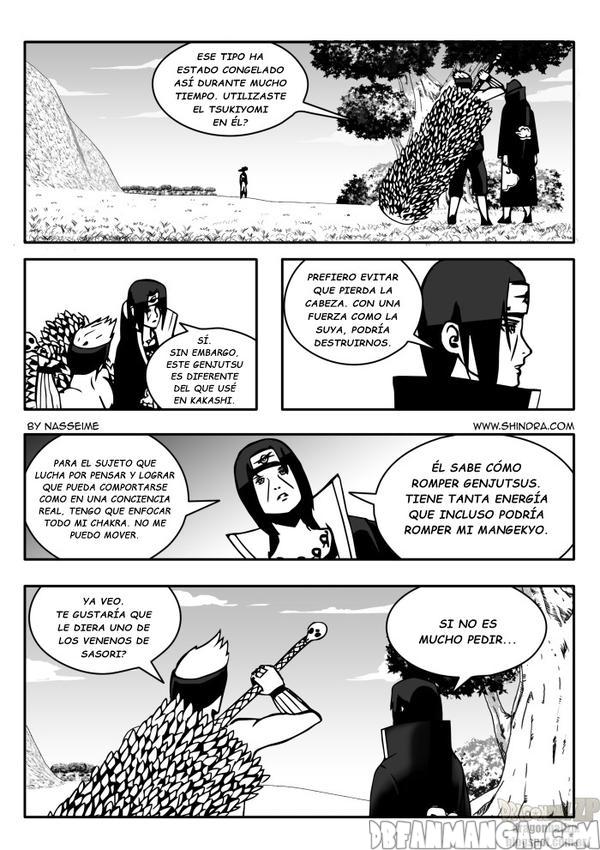 ESE TIPO HA
ESTADO CONGELADO
ASÍ DURANTE MUCHO
TIEMPO. UTILIZASTE
EL TSUKIYOMI
EN ÉL?
SÍ.
SIN EMBARGO,
ESTE GENJUTSU
ES DIFERENTE
DEL QUE USÉ
EN KAKASHI.
PREFIERO EVITAR
QUE PIERDA LA
CABEZA. CON UNA
FUERZA COMO LA
SUYA, PODRÍA
DESTRUIRNOS.
BY NASSEIME
WWW.SHINDRA.COM
PARA EL SUJETO QUE
LUCHA POR PENSAR Y LOGRAR
QUE PUEDA COMPORTARSE
COMO EN UNA CONCIENCIA
REAL, TENGO QUE ENFOCAR
TODO MI CHAKRA. NO ME
PUEDO MOVER.
ÉL SABE CÓMO
ROMPER GENJUTSUS.
TIENE TANTA ENERGÍA
QUE INCLUSO PODRÍA
ROMPER MI MANGEKYO.
YA VEO.
TE GUSTARÍA QUE
LE DIERA UNO DE
LOS VENENOS DE
SASORI?
SI NO ES
MUCHO PEDIR...
DBFANMANGA.COM